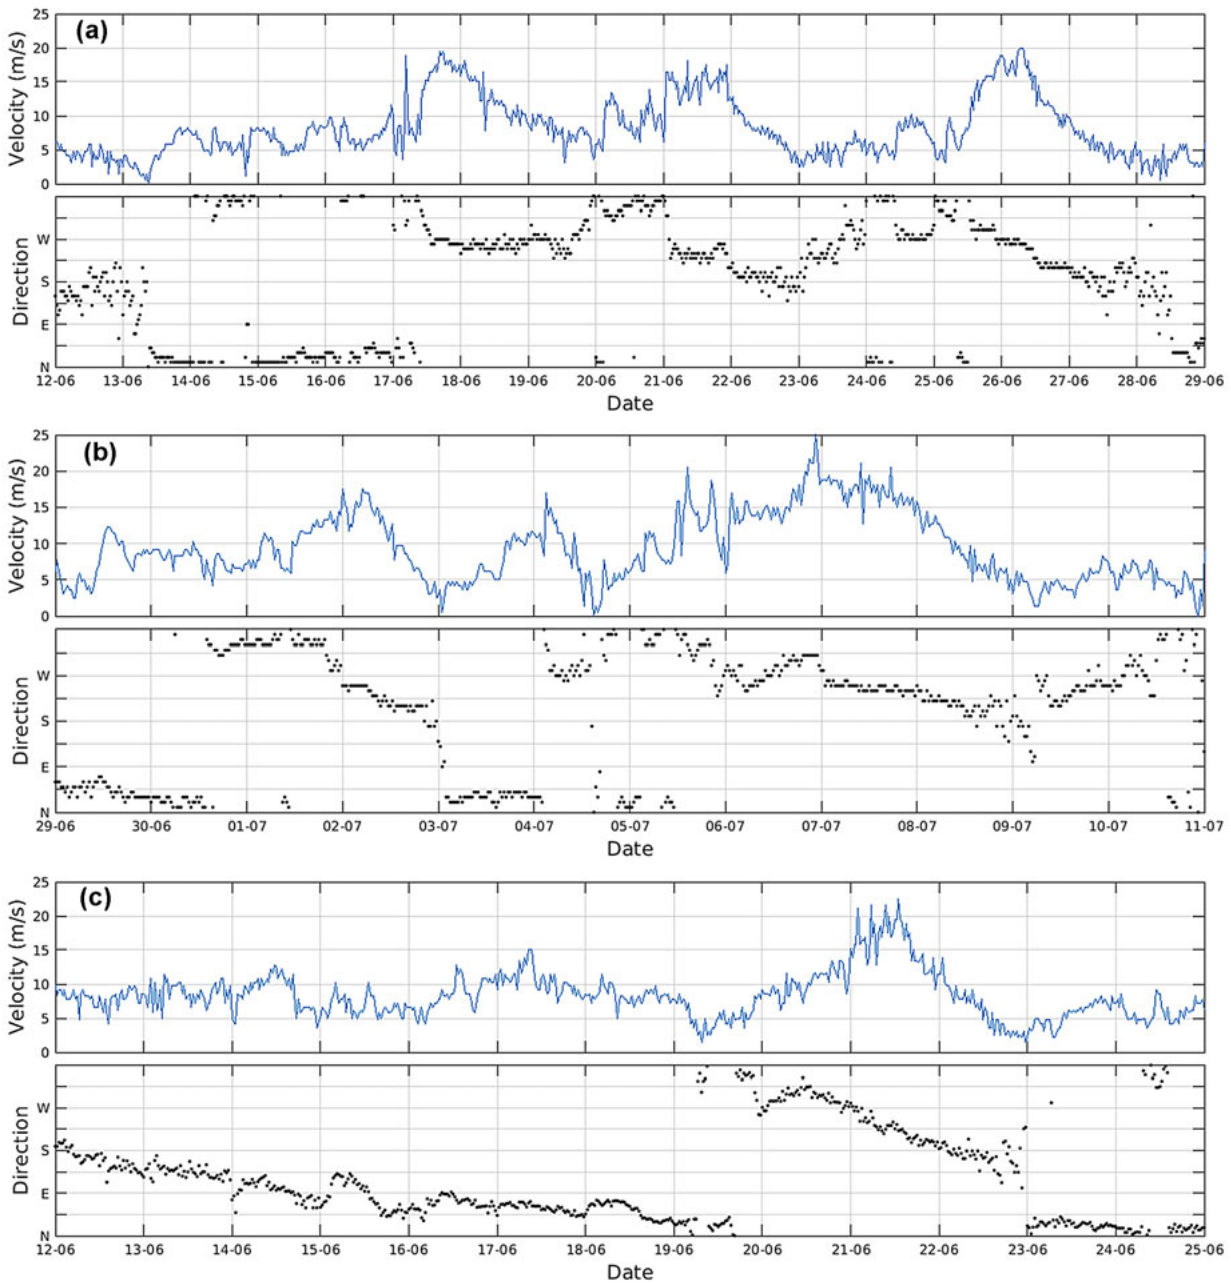 (a)
Velocity (m/s)
25
20
15
10
5
0
Direction
W
S
E
N
12-06 13-06 14-06 15-06 16-06 17-06 18-06 19-06 20-06 21-06 22-06 23-06 24-06 25-06 26-06 27-06 28-06 29-06
Date
(b)
Velocity (m/s)
25
20
15
10
5
0
Direction
W
S
E
N
29-06 30-06 01-07 02-07 03-07 04-07 05-07 06-07 07-07 08-07 09-07 10-07 11-07
Date
(c)
Velocity (m/s)
25
20
15
10
5
0
Direction
W
S
E
N
12-06 13-06 14-06 15-06 16-06 17-06 18-06 19-06 20-06 21-06 22-06 23-06 24-06 25-06
Date